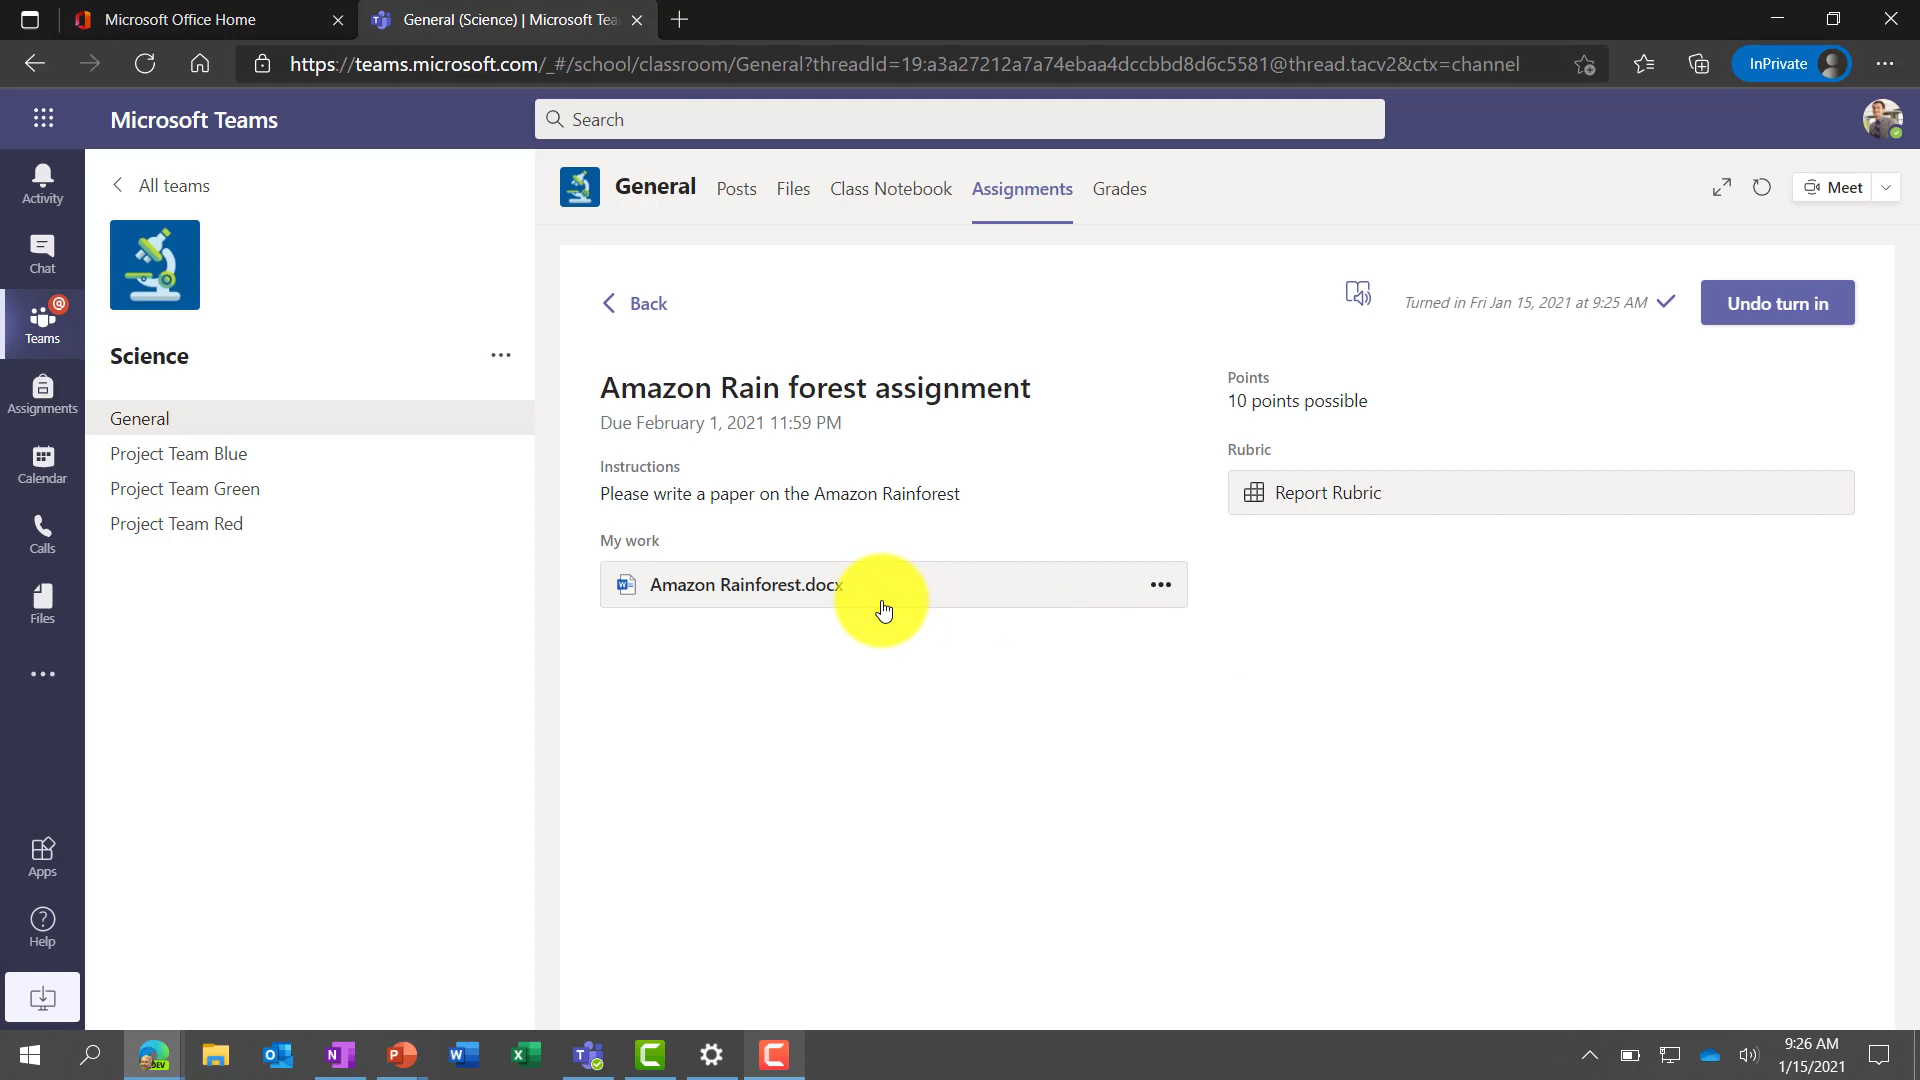 Microsoft Office Home
General (Science) | Microsoft Tea
https://teams.microsoft.com/_#/school/classroom/General?threadId=19:a3a27212a7a74ebaa4dccbbd8d6c5581@thread.tacv2&ctx=channel
InPrivate
Microsoft Teams
Search
Activity
Chat
Teams
Assignments
Calendar
Calls
Files
Apps
Help
All teams
Science
General
Project Team Blue
Project Team Green
Project Team Red
General
Posts
Files
Class Notebook
Assignments
Grades
Meet
Back
Turned in Fri Jan 15, 2021 at 9:25 AM
Undo turn in
Amazon Rain forest assignment
Due February 1, 2021 11:59 PM
Instructions
Please write a paper on the Amazon Rainforest
My work
Amazon Rainforest.docx
Points
10 points possible
Rubric
Report Rubric
DEV
9:26 AM
1/15/2021